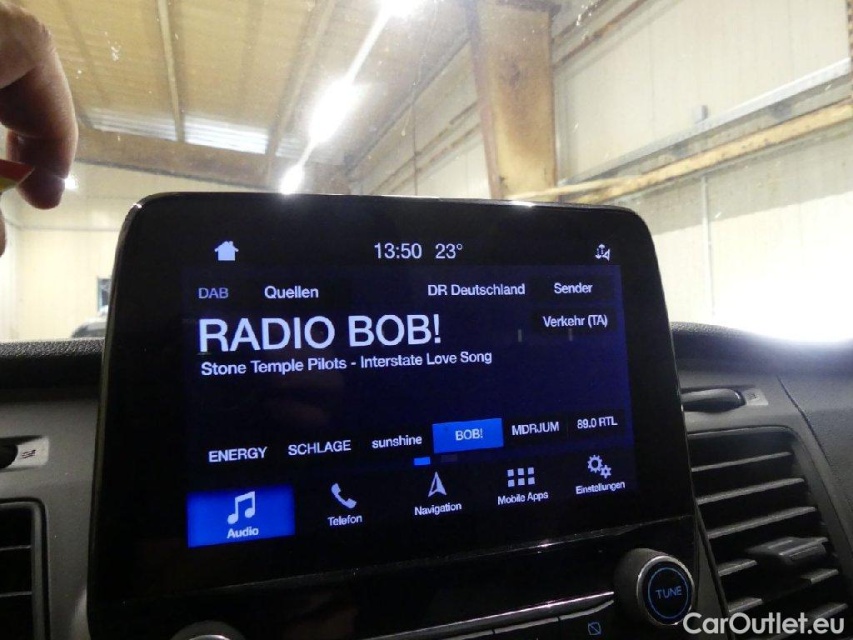 13:50 23°
DAB Quellen DR Deutschland Sender
RADIO BOB!
Verkehr (TA)
Stone Temple Pilots - Interstate Love Song
ENERGY SCHLAGE sunshine BOB! MDRJUM 89.0 RTL
Audio Telefon Navigation Mobile Apps Einstellungen
TUNE
CarOutlet.eu